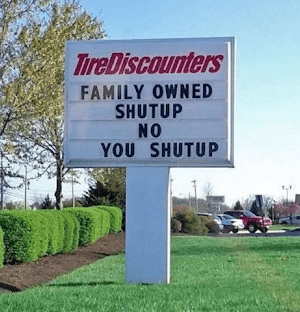 TireDiscounters
FAMILY OWNED
SHUTUP
NO
YOU SHUTUP